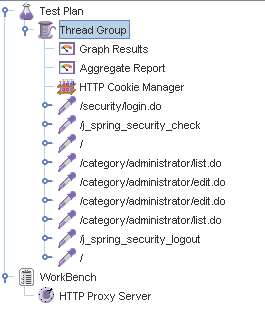 Test Plan
Thread Group
Graph Results
Aggregate Report
HTTP Cookie Manager
/security/login.do
/j_spring_security_check
/
/category/administrator/list.do
/category/administrator/edit.do
/category/administrator/edit.do
/category/administrator/list.do
/j_spring_security_logout
/
WorkBench
HTTP Proxy Server